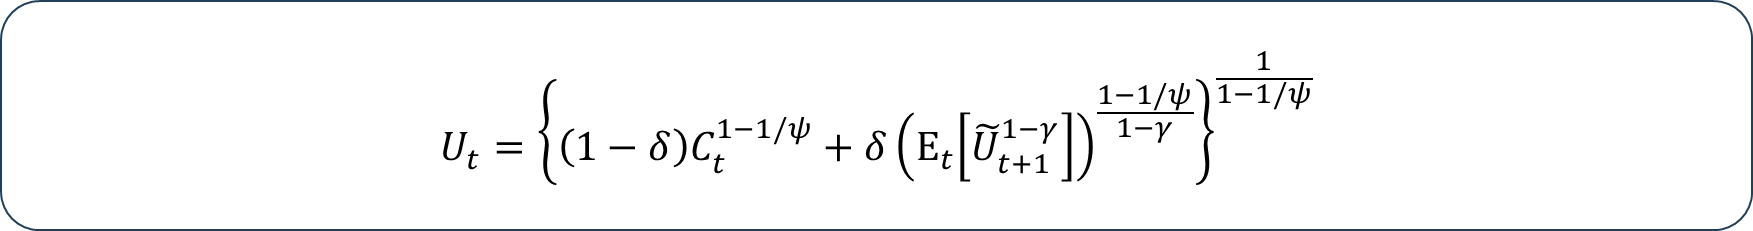 $U_t = \left\{ (1-\delta) C_t^{1-1/\psi} + \delta \left( \mathrm{E}_t \left[ \widetilde{U}_{t+1}^{1-\gamma} \right] \right)^{\frac{1-1/\psi}{1-\gamma}} \right\}^{\frac{1}{1-1/\psi}}$